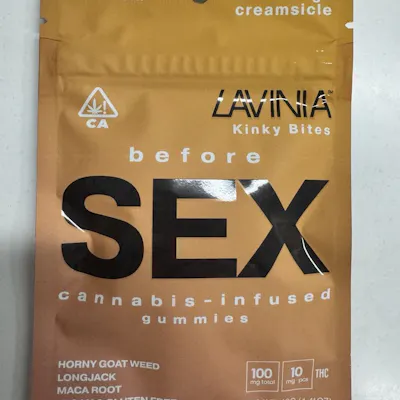 creamsicle
LAVINIA
Kinky Bites
CA
before
SEX
cannabis-infused
gummies
HORNY GOAT WEED
LONGJACK
MACA ROOT
100 mg total 10 mg pcs THC